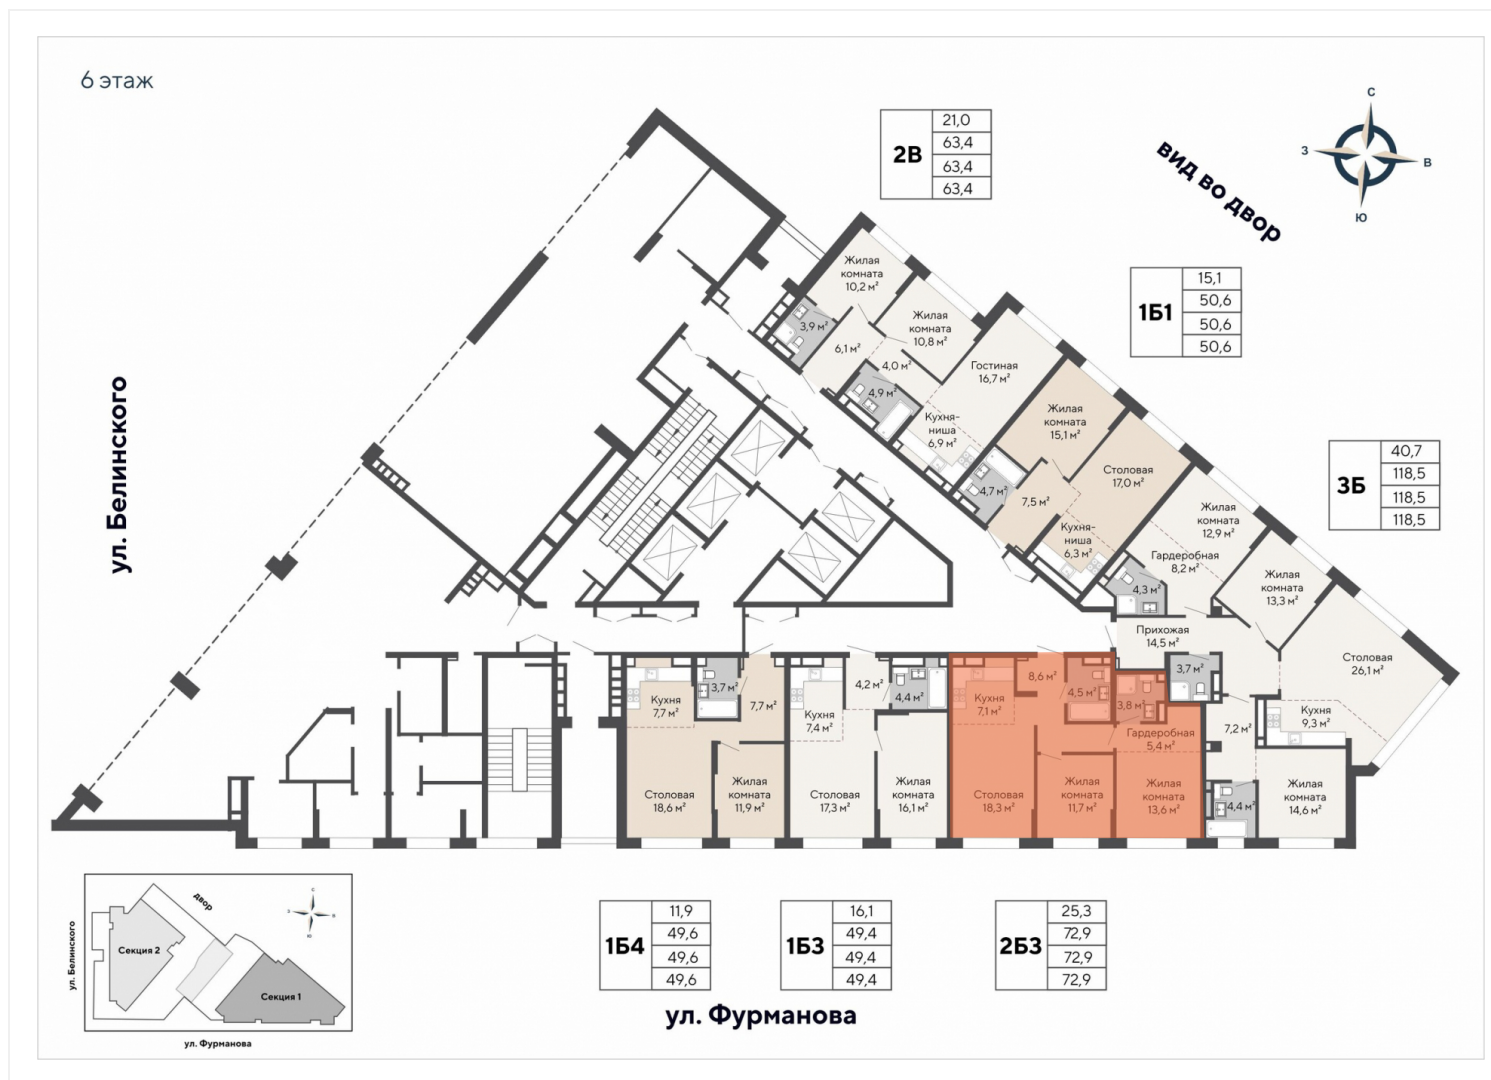 6 этаж
2В
21,0
63,4
63,4
63,4
С
З
В
Ю
вид во двор
1Б1
15,1
50,6
50,6
50,6
3Б
40,7
118,5
118,5
118,5
ул. Белинского
Жилая
комната
10,2 м²
3,9 м²
6,1 м²
Жилая
комната
10,8 м²
4,0 м²
4,9 м²
Гостиная
16,7 м²
Кухня-
ниша
6,9 м²
Жилая
комната
15,1 м²
4,7 м²
7,5 м²
Столовая
17,0 м²
Кухня-
ниша
6,3 м²
Жилая
комната
12,9 м²
Гардеробная
8,2 м²
4,3 м²
Жилая
комната
13,3 м²
Прихожая
14,5 м²
3,7 м²
Столовая
26,1 м²
Кухня
9,3 м²
7,2 м²
4,4 м²
Жилая
комната
14,6 м²
Кухня
7,7 м²
3,7 м²
7,7 м²
Столовая
18,6 м²
Жилая
комната
11,9 м²
Кухня
7,4 м²
4,2 м²
4,4 м²
Столовая
17,3 м²
Жилая
комната
16,1 м²
Кухня
7,1 м²
8,6 м²
4,5 м²
3,8 м²
Гардеробная
5,4 м²
Столовая
18,3 м²
Жилая
комната
11,7 м²
Жилая
комната
13,6 м²
1Б4
11,9
49,6
49,6
49,6
1Б3
16,1
49,4
49,4
49,4
2Б3
25,3
72,9
72,9
72,9
ул. Фурманова
двор
С
З
В
Ю
ул. Белинского
Секция 2
Секция 1
ул. Фурманова